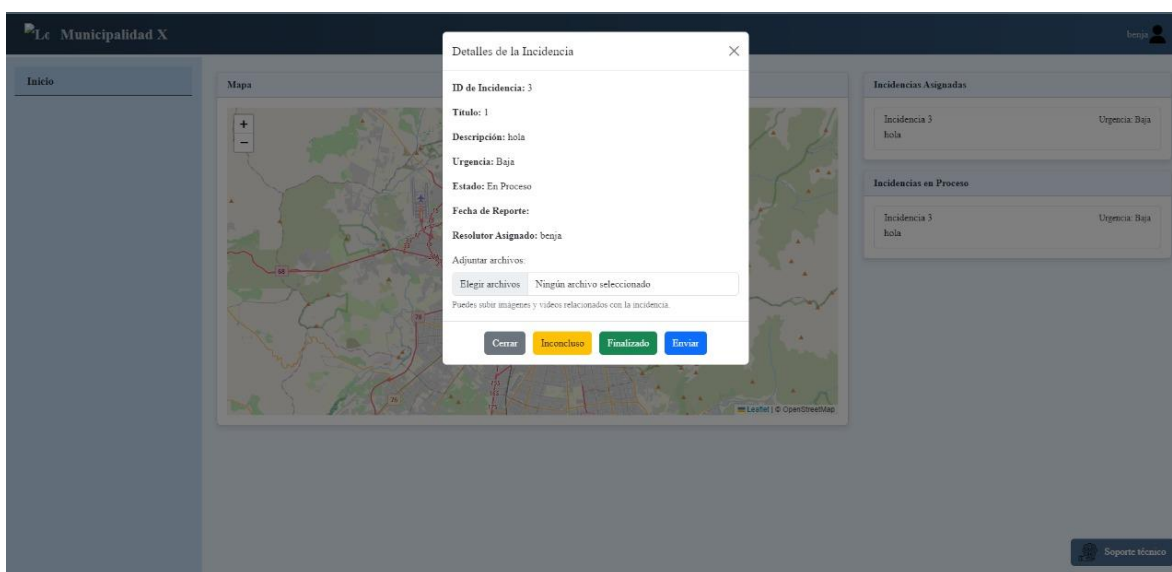 Lc Municipalidad X
benja
Inicio
Mapa
+
−
68
78
76
Leaflet | © OpenStreetMap
Detalles de la Incidencia
ID de Incidencia: 3
Título: 1
Descripción: hola
Urgencia: Baja
Estado: En Proceso
Fecha de Reporte:
Resolutor Asignado: benja
Adjuntar archivos:
Elegir archivos Ningún archivo seleccionado
Puedes subir imágenes y videos relacionados con la incidencia.
Cerrar Inconcluso Finalizado Enviar
Incidencias Asignadas
Incidencia 3 Urgencia: Baja
hola
Incidencias en Proceso
Incidencia 3 Urgencia: Baja
hola
Soporte técnico